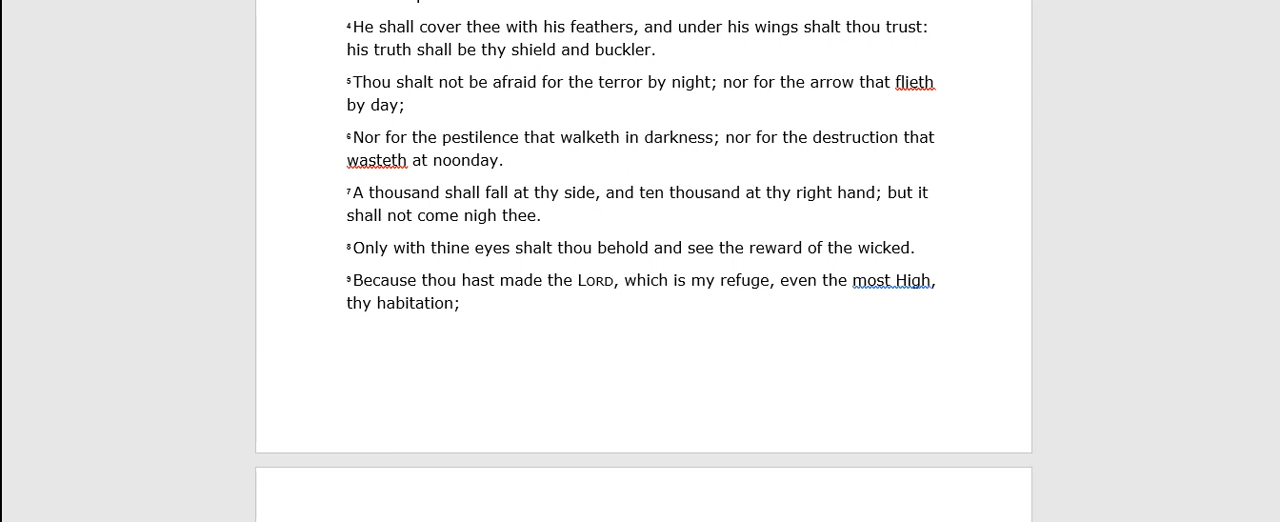 4He shall cover thee with his feathers, and under his wings shalt thou trust:
his truth shall be thy shield and buckler.
5Thou shalt not be afraid for the terror by night; nor for the arrow that flieth
by day;
6Nor for the pestilence that walketh in darkness; nor for the destruction that
wasteth at noonday.
7A thousand shall fall at thy side, and ten thousand at thy right hand; but it
shall not come nigh thee.
8Only with thine eyes shalt thou behold and see the reward of the wicked.
9Because thou hast made the LORD, which is my refuge, even the most High,
thy habitation;